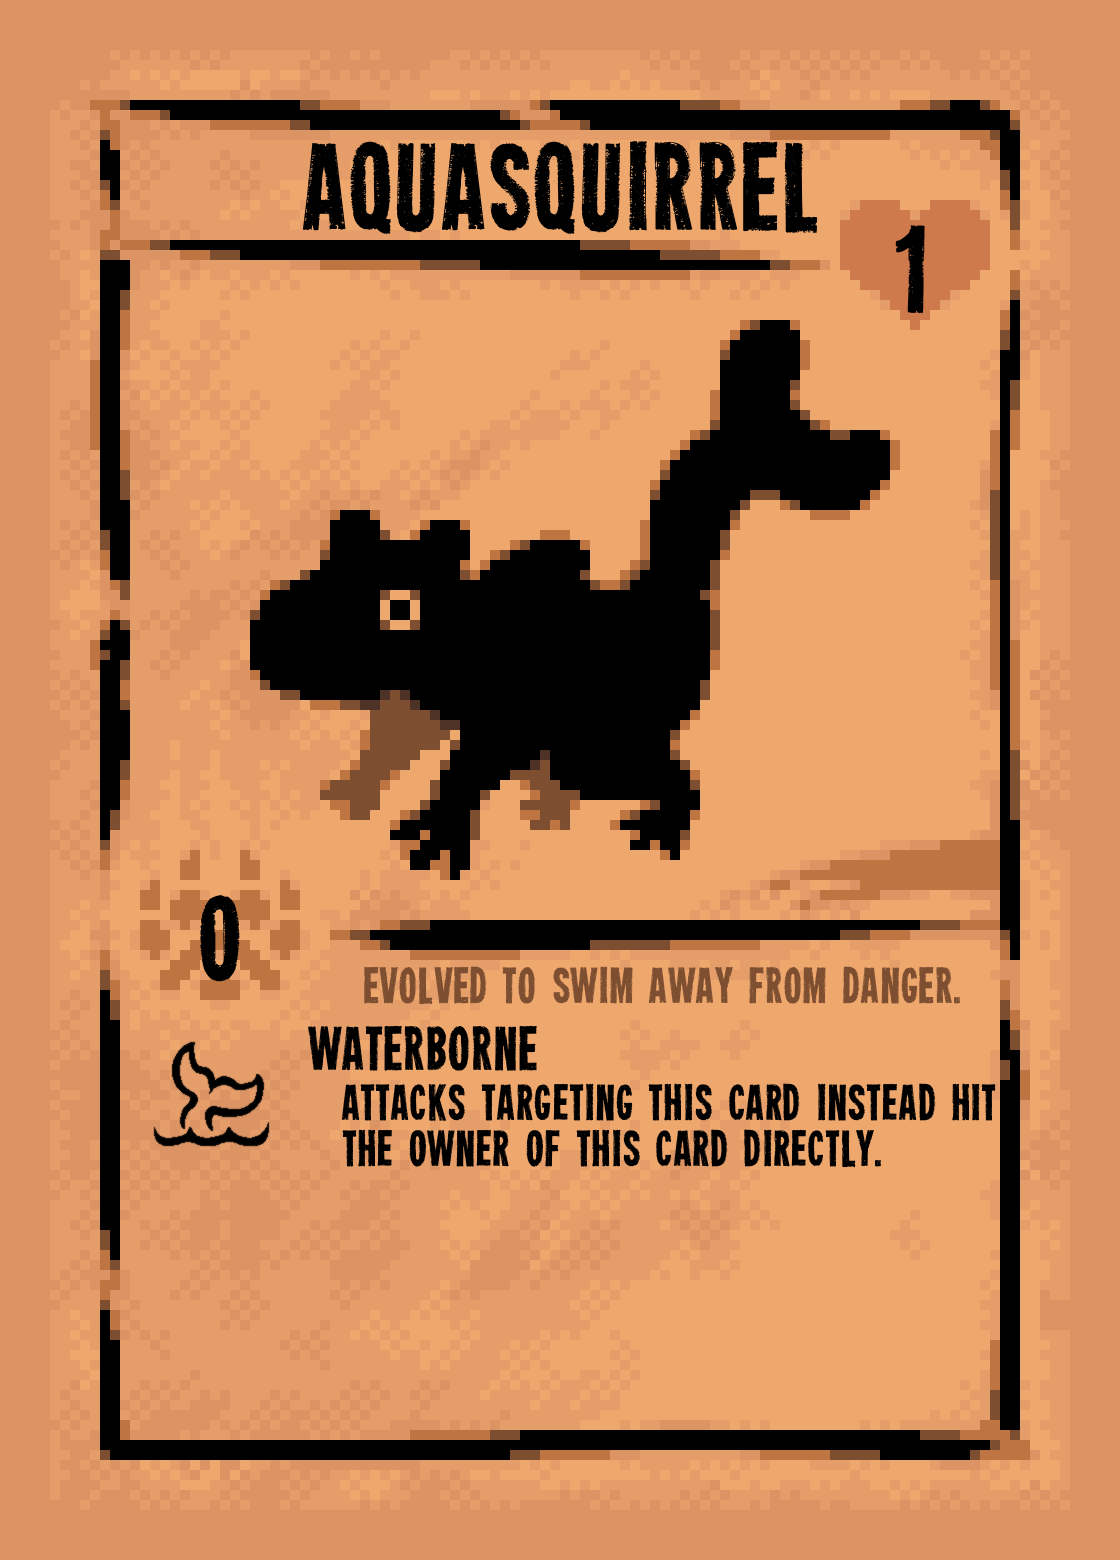 AQUASQUIRREL
1
0
EVOLVED TO SWIM AWAY FROM DANGER.
WATERBORNE
ATTACKS TARGETING THIS CARD INSTEAD HIT
THE OWNER OF THIS CARD DIRECTLY.